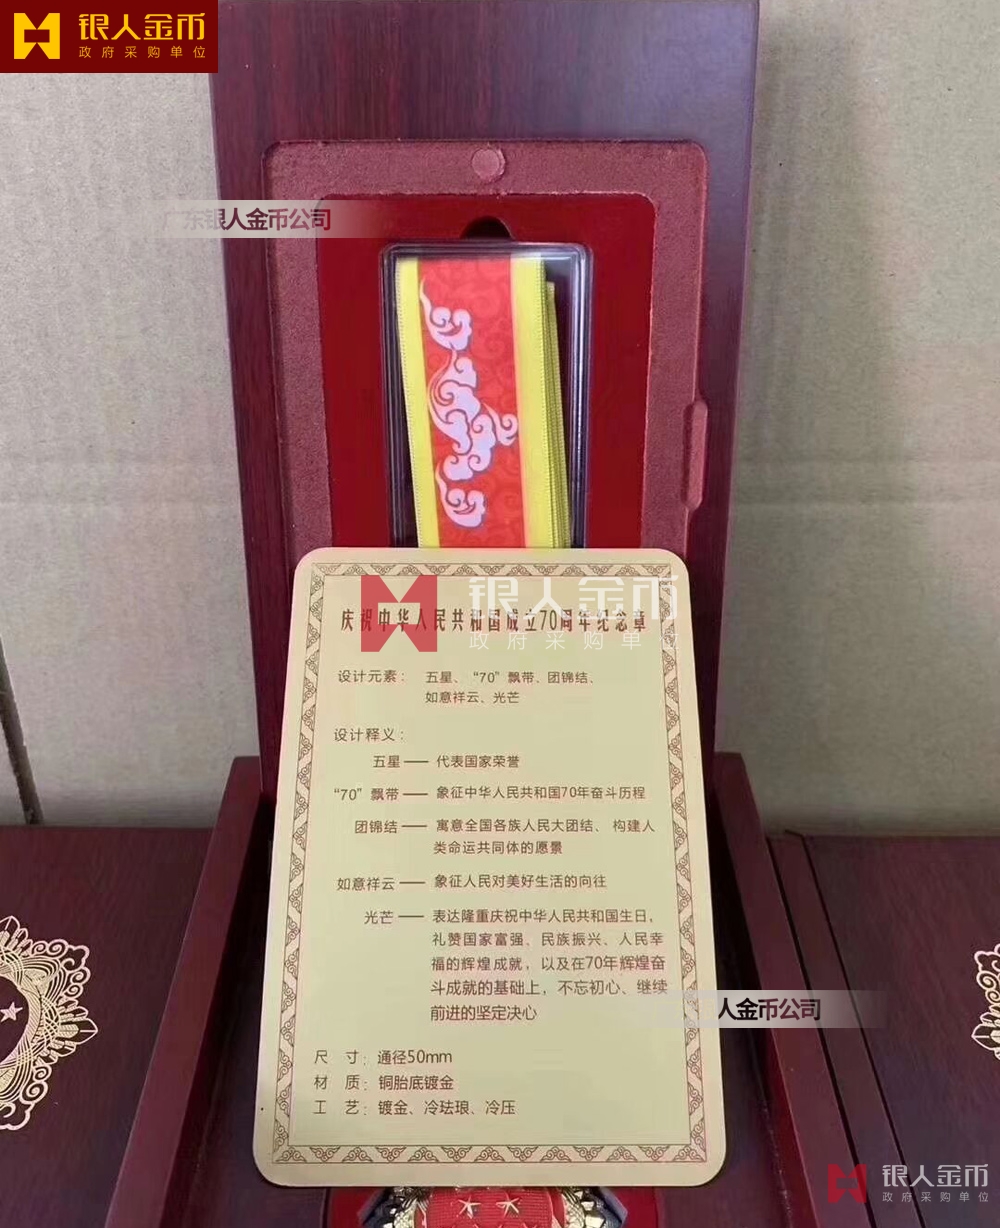 银人金币
政府采购单位
广东银人金币公司
银人金币
政府采购单位
庆祝中华人民共和国成立70周年纪念章
设计元素：五星、“70”飘带、团锦结、
如意祥云、光芒
设计释义：
五星——代表国家荣誉
“70”飘带——象征中华人民共和国70年奋斗历程
团锦结——寓意全国各族人民大团结、构建人
类命运共同体的愿景
如意祥云——象征人民对美好生活的向往
光芒——表达隆重庆祝中华人民共和国生日，
礼赞国家富强、民族振兴、人民幸
福的辉煌成就，以及在70年辉煌奋
斗成就的基础上，不忘初心、继续
前进的坚定决心
人金币公司
尺 寸：通径50mm
材 质：铜胎底镀金
工 艺：镀金、冷珐琅、冷压
银人金币
政府采购单位